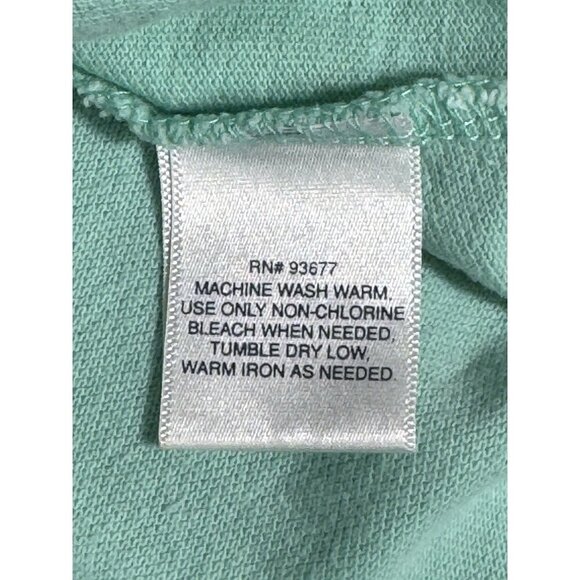 RN# 93677
MACHINE WASH WARM.
USE ONLY NON-CHLORINE
BLEACH WHEN NEEDED,
TUMBLE DRY LOW,
WARM IRON AS NEEDED.